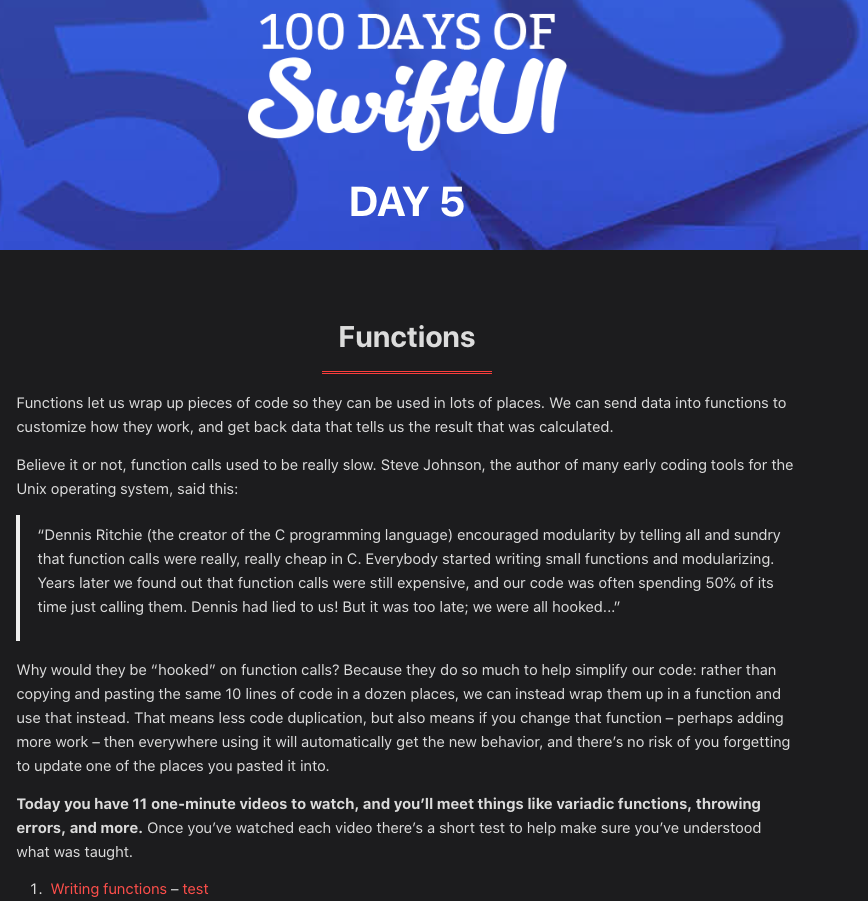 100 DAYS OF
SwiftUI
DAY 5
Functions
Functions let us wrap up pieces of code so they can be used in lots of places. We can send data into functions to
customize how they work, and get back data that tells us the result that was calculated.
Believe it or not, function calls used to be really slow. Steve Johnson, the author of many early coding tools for the
Unix operating system, said this:
“Dennis Ritchie (the creator of the C programming language) encouraged modularity by telling all and sundry
that function calls were really, really cheap in C. Everybody started writing small functions and modularizing.
Years later we found out that function calls were still expensive, and our code was often spending 50% of its
time just calling them. Dennis had lied to us! But it was too late; we were all hooked...”
Why would they be “hooked” on function calls? Because they do so much to help simplify our code: rather than
copying and pasting the same 10 lines of code in a dozen places, we can instead wrap them up in a function and
use that instead. That means less code duplication, but also means if you change that function – perhaps adding
more work – then everywhere using it will automatically get the new behavior, and there’s no risk of you forgetting
to update one of the places you pasted it into.
Today you have 11 one-minute videos to watch, and you’ll meet things like variadic functions, throwing
errors, and more. Once you’ve watched each video there’s a short test to help make sure you’ve understood
what was taught.
1. Writing functions – test